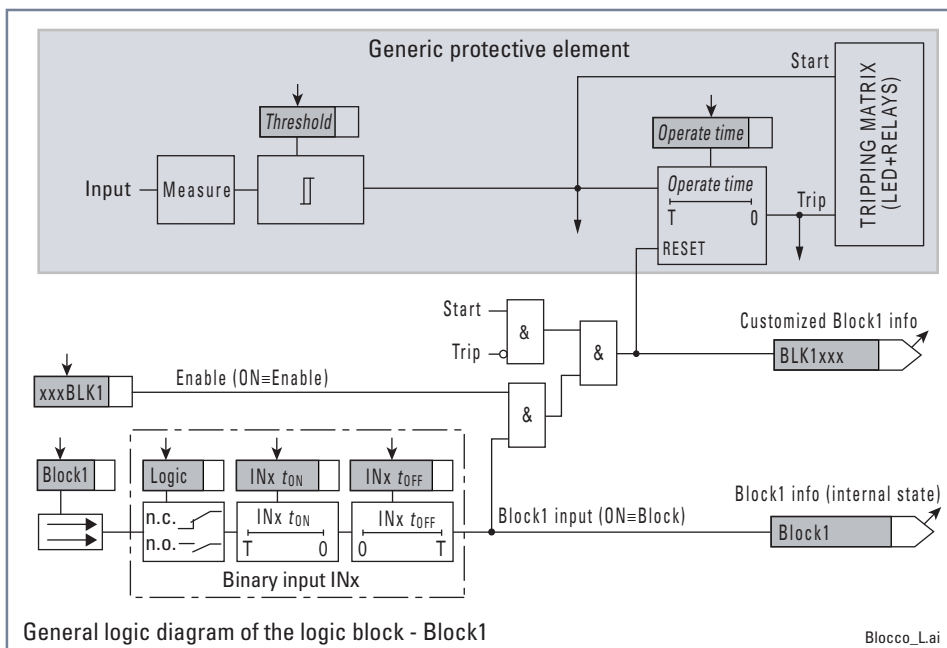 Generic protective element
Start
TRIPPING MATRIX
(LED+RELAYS)
Threshold
Operate time
Input
Measure
Operate time
T 0
RESET
Trip
Start
Trip
&
&
&
Customized Block1 info
BLK1xxx
xxxBLK1
Enable (ON≡Enable)
Block1
Logic
INx tON
INx tOFF
n.c.
n.o.
INx tON
T 0
INx tOFF
0 T
Binary input INx
Block1 input (ON≡Block)
Block1 info (internal state)
Block1
General logic diagram of the logic block - Block1
Blocco_L.ai